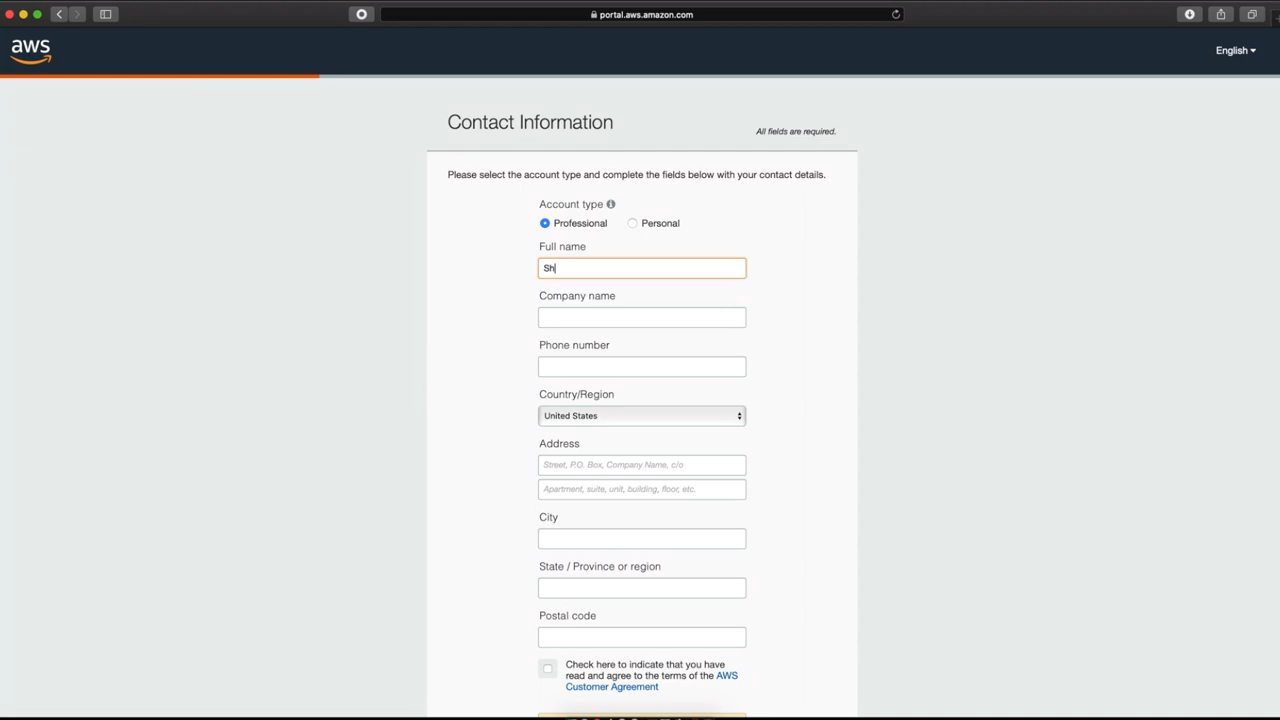 portal.aws.amazon.com
aws
English
Contact Information
All fields are required.
Please select the account type and complete the fields below with your contact details.
Account type
Professional Personal
Full name
Sh
Company name
Phone number
Country/Region
United States
Address
Street, P.O. Box, Company Name, c/o
Apartment, suite, unit, building, floor, etc.
City
State / Province or region
Postal code
Check here to indicate that you have
read and agree to the terms of the AWS
Customer Agreement